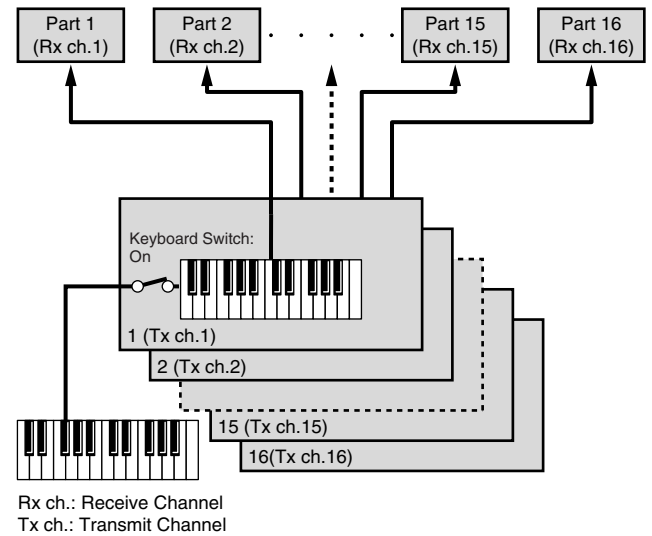 Part 1
(Rx ch.1)
Part 2
(Rx ch.2)
Part 15
(Rx ch.15)
Part 16
(Rx ch.16)
Keyboard Switch:
On
1 (Tx ch.1)
2 (Tx ch.2)
15 (Tx ch.15)
16(Tx ch.16)
Rx ch.: Receive Channel
Tx ch.: Transmit Channel